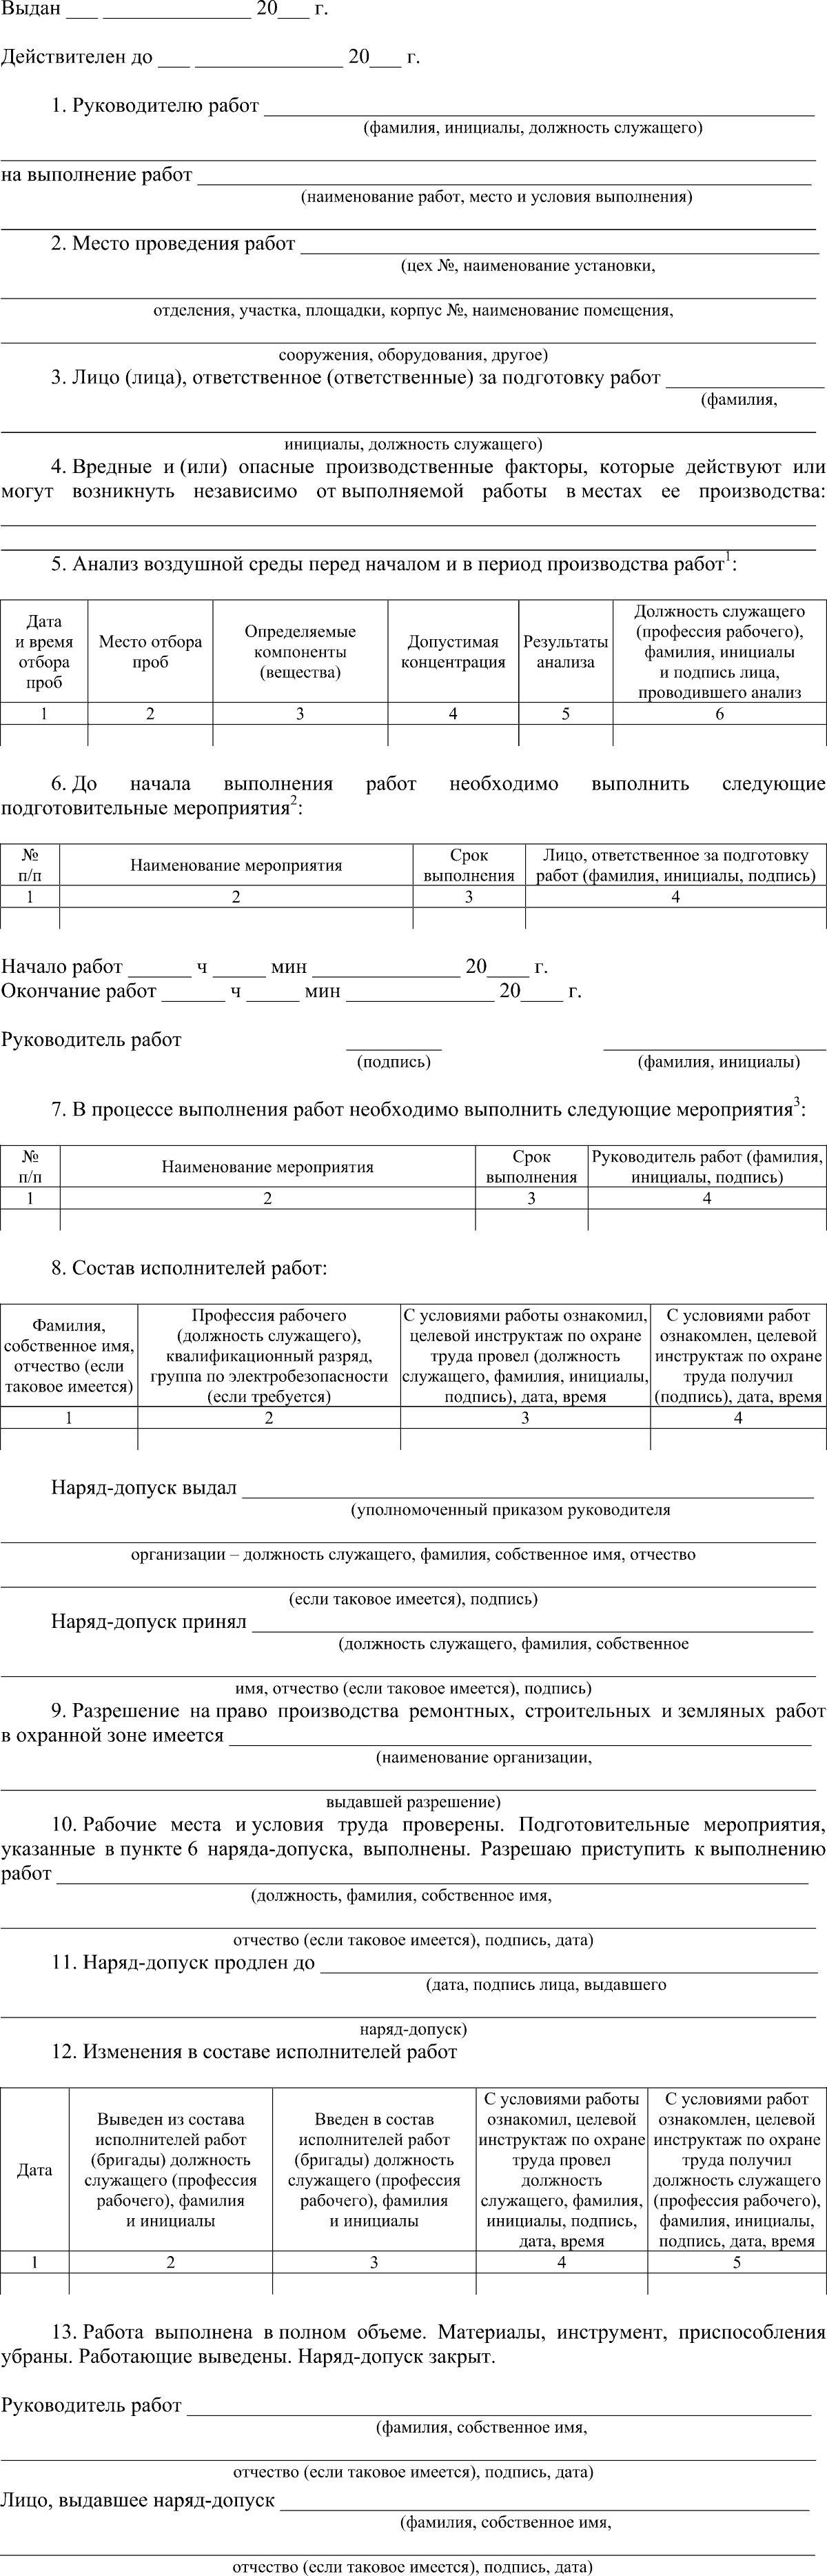 Выдан ___ ______________ 20___ г.
Действителен до ___ ______________ 20___ г.
1. Руководителю работ ______________
(фамилия, инициалы, должность служащего)
на выполнение работ ______________
(наименование работ, место и условия выполнения)
2. Место проведения работ ______________
(цех №, наименование установки,
отделения, участка, площадки, корпус №, наименование помещения,
сооружения, оборудования, другое)
3. Лицо (лица), ответственное (ответственные) за подготовку работ ______________
(фамилия,
инициалы, должность служащего)
4. Вредные и (или) опасные производственные факторы, которые действуют или
могут возникнуть независимо от выполняемой работы в местах ее производства:
5. Анализ воздушной среды перед началом и в период производства работ1:
Дата
и время
отбора
проб
Место отбора
проб
Определяемые
компоненты
(вещества)
Допустимая
концентрация
Результаты
анализа
Должность служащего
(профессия рабочего),
фамилия, инициалы
и подпись лица,
проводившего анализ
1 2 3 4 5 6
6. До начала выполнения работ необходимо выполнить следующие
подготовительные мероприятия2:
№
п/п
Наименование мероприятия
Срок
выполнения
Лицо, ответственное за подготовку
работ (фамилия, инициалы, подпись)
1 2 3 4
Начало работ ______ ч _____ мин ______________ 20____ г.
Окончание работ ______ ч _____ мин ______________ 20____ г.
Руководитель работ _________ _____________________
(подпись) (фамилия, инициалы)
7. В процессе выполнения работ необходимо выполнить следующие мероприятия3:
№
п/п
Наименование мероприятия
Срок
выполнения
Руководитель работ (фамилия,
инициалы, подпись)
1 2 3 4
8. Состав исполнителей работ:
Фамилия,
собственное имя,
отчество (если
таковое имеется)
Профессия рабочего
(должность служащего),
квалификационный разряд,
группа по электробезопасности
(если требуется)
С условиями работы ознакомил,
целевой инструктаж по охране
труда провел (должность
служащего, фамилия, инициалы,
подпись), дата, время
С условиями работ
ознакомлен, целевой
инструктаж по охране
труда получил
(подпись), дата, время
1 2 3 4
Наряд-допуск выдал ______________
(уполномоченный приказом руководителя
организации – должность служащего, фамилия, собственное имя, отчество
(если таковое имеется), подпись)
Наряд-допуск принял ______________
(должность служащего, фамилия, собственное
имя, отчество (если таковое имеется), подпись)
9. Разрешение на право производства ремонтных, строительных и земляных работ
в охранной зоне имеется ______________
(наименование организации,
выдавшей разрешение)
10. Рабочие места и условия труда проверены. Подготовительные мероприятия,
указанные в пункте 6 наряда-допуска, выполнены. Разрешаю приступить к выполнению
работ ______________
(должность, фамилия, собственное имя,
отчество (если таковое имеется), подпись, дата)
11. Наряд-допуск продлен до ______________
(дата, подпись лица, выдавшего
наряд-допуск)
12. Изменения в составе исполнителей работ
Дата
Выведен из состава
исполнителей работ
(бригады) должность
служащего (профессия
рабочего), фамилия
и инициалы
Введен в состав
исполнителей работ
(бригады) должность
служащего (профессия
рабочего), фамилия
и инициалы
С условиями работы
ознакомил, целевой
инструктаж по охране
труда провел
должность
служащего, фамилия,
инициалы, подпись,
дата, время
С условиями работ
ознакомлен, целевой
инструктаж по охране
труда получил
должность служащего
(профессия рабочего),
фамилия, инициалы,
подпись, дата, время
1 2 3 4 5
13. Работа выполнена в полном объеме. Материалы, инструмент, приспособления
убраны. Работающие выведены. Наряд-допуск закрыт.
Руководитель работ ______________
(фамилия, собственное имя,
отчество (если таковое имеется), подпись, дата)
Лицо, выдавшее наряд-допуск ______________
(фамилия, собственное имя,
отчество (если таковое имеется), подпись, дата)